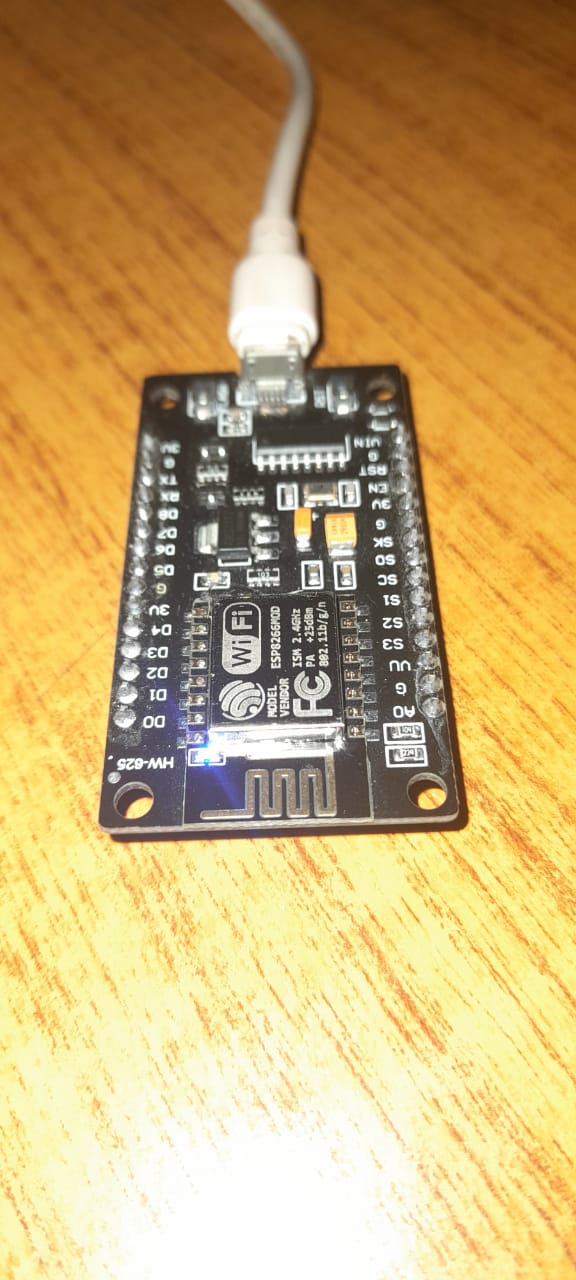 3V
G
TX
RX
D8
D7
D6
D5
G
3V
D4
D3
D2
D1
D0
HW-625
VIN
G
RST
EN
3V
G
SK
SO
SC
S1
S2
S3
VU
G
AO
103
WiFi
MODEL ESP8266MOD
VENDOR
ISM 2.4GHz
PA +25dBm
802.11b/g/n
FC